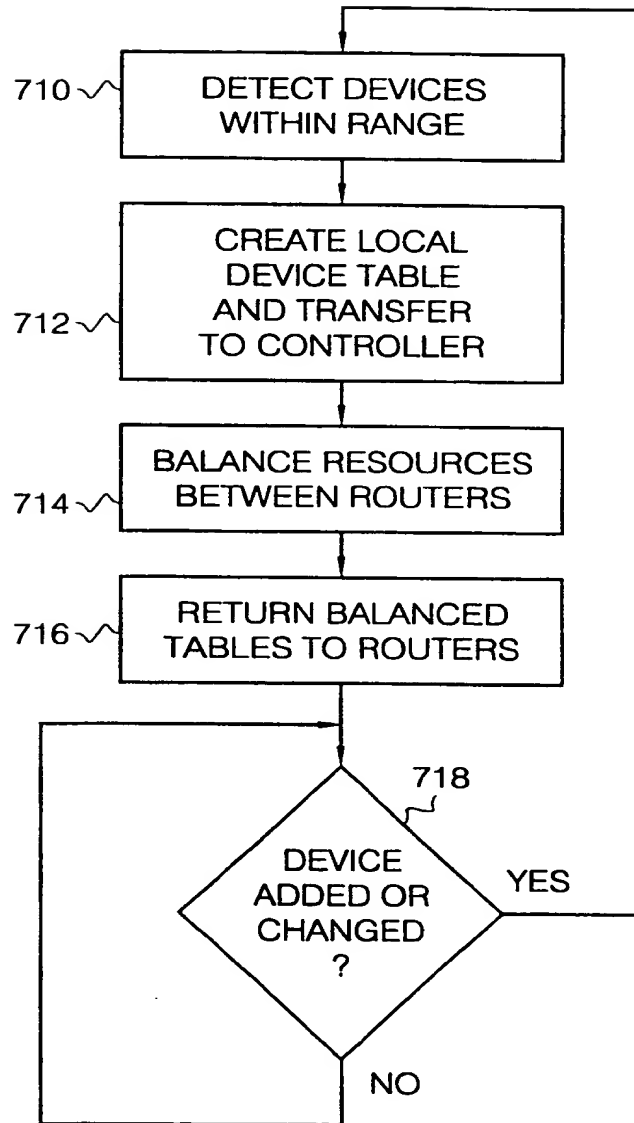 710
DETECT DEVICES
WITHIN RANGE
712
CREATE LOCAL
DEVICE TABLE
AND TRANSFER
TO CONTROLLER
714
BALANCE RESOURCES
BETWEEN ROUTERS
716
RETURN BALANCED
TABLES TO ROUTERS
718
DEVICE
ADDED OR
CHANGED
?
YES
NO